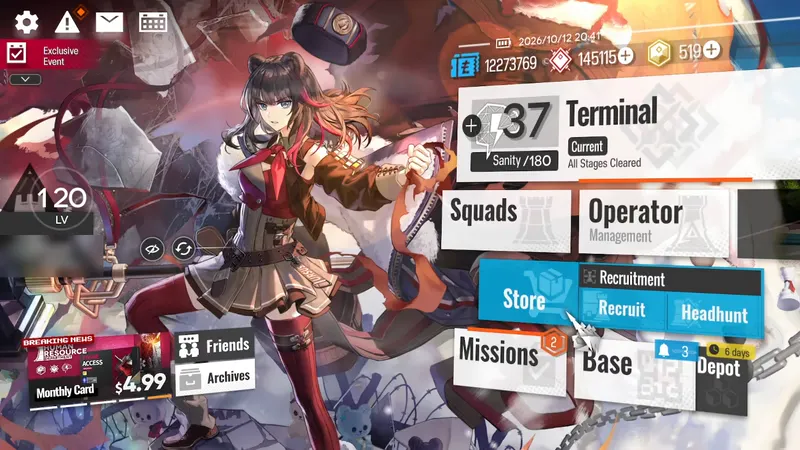 Exclusive
Event
2026/10/12 20:41
12273769
145115
519
37
Sanity /180
Terminal
Current
All Stages Cleared
120
LV
Squads
Operator
Management
Store
Recruitment
Recruit
Headhunt
Missions
2
Base
3
6 days
Depot
BREAKING NEWS
HUMAN
RESOURCE
ACCESS
Monthly Card
$4.99
Friends
Archives